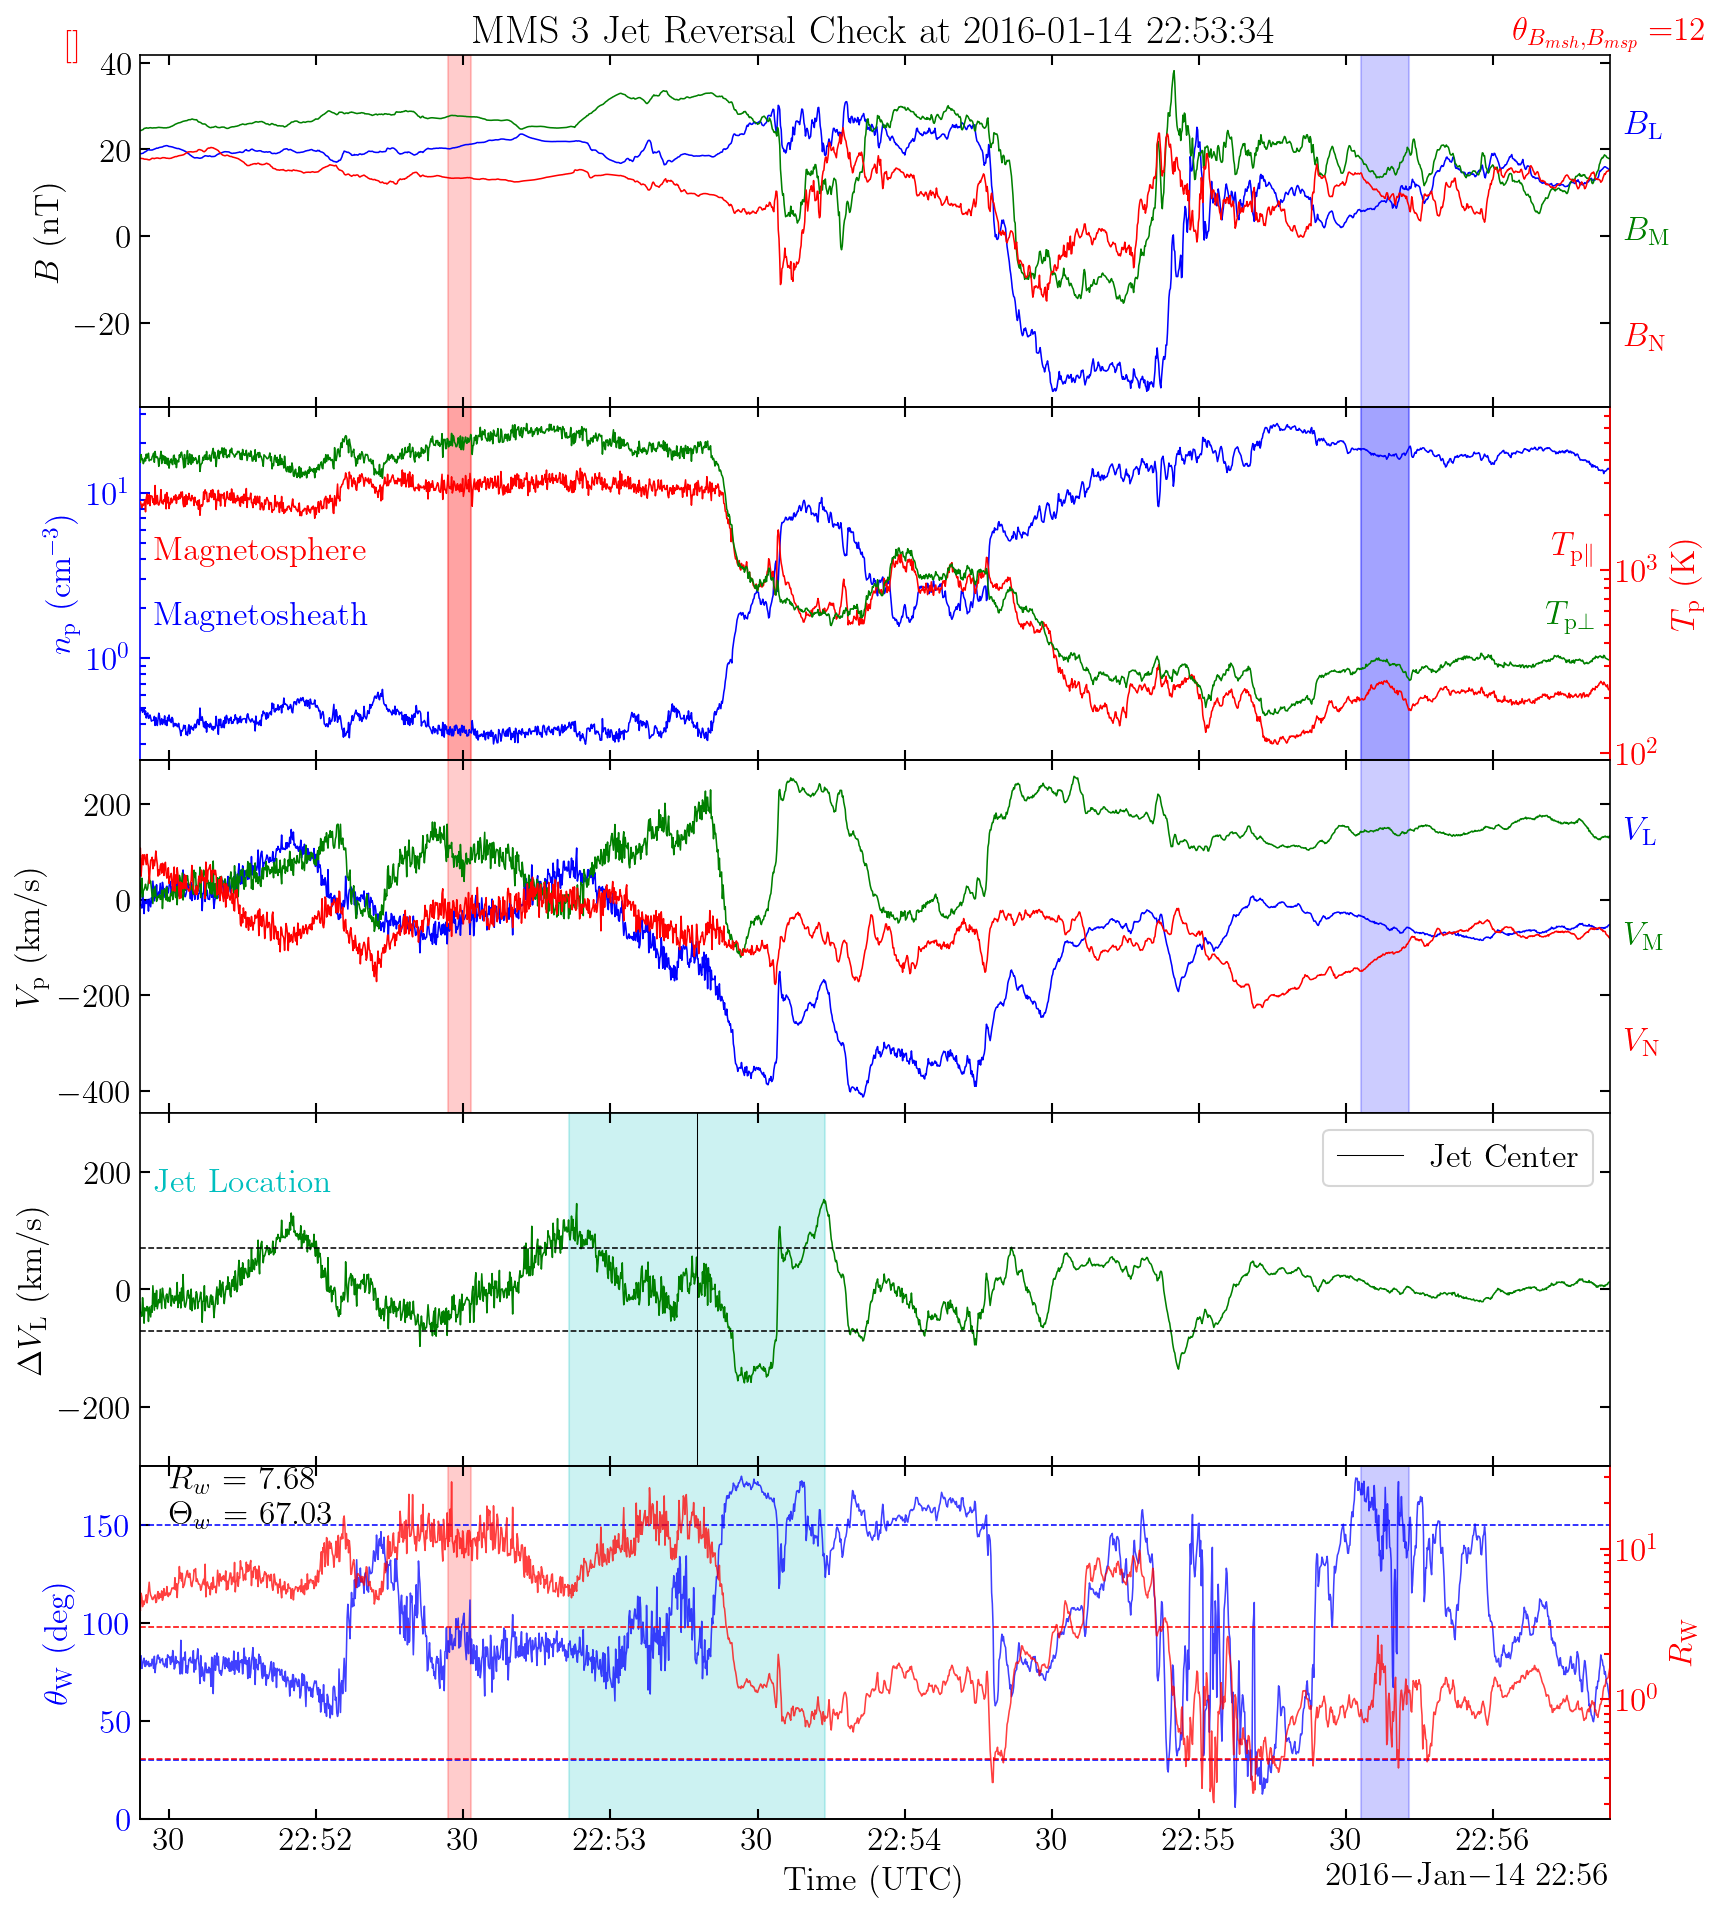 MMS 3 Jet Reversal Check at 2016-01-14 22:53:34
θ_{B_{msh},B_{msp}} =12
40
20
0
−20
B (nT)
B_L
B_M
B_N
10^1
10^0
n_p (cm^{−3})
Magnetosphere
Magnetosheath
T_{p∥}
T_{p⊥}
10^3
10^2
T_p (K)
200
0
−200
−400
V_p (km/s)
V_L
V_M
V_N
Jet Location
Jet Center
200
0
−200
ΔV_L (km/s)
R_w = 7.68
Θ_w = 67.03
150
100
50
0
θ_W (deg)
10^1
10^0
R_W
30 22:52 30 22:53 30 22:54 30 22:55 30 22:56
Time (UTC)
2016−Jan−14 22:56